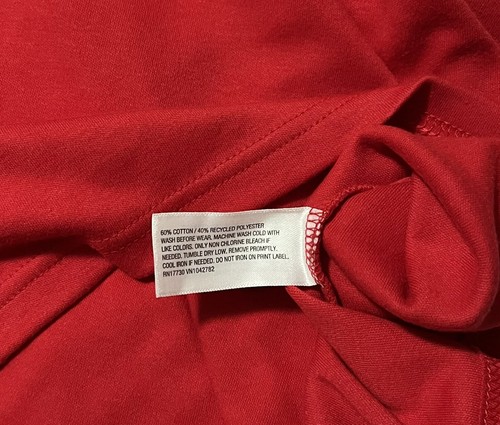 60% COTTON / 40% RECYCLED POLYESTER
WASH BEFORE WEAR. MACHINE WASH COLD WITH
LIKE COLORS. ONLY NON CHLORINE BLEACH IF
NEEDED. TUMBLE DRY LOW. REMOVE PROMPTLY.
COOL IRON IF NEEDED. DO NOT IRON ON PRINT LABEL.
RN17730 VN1042782